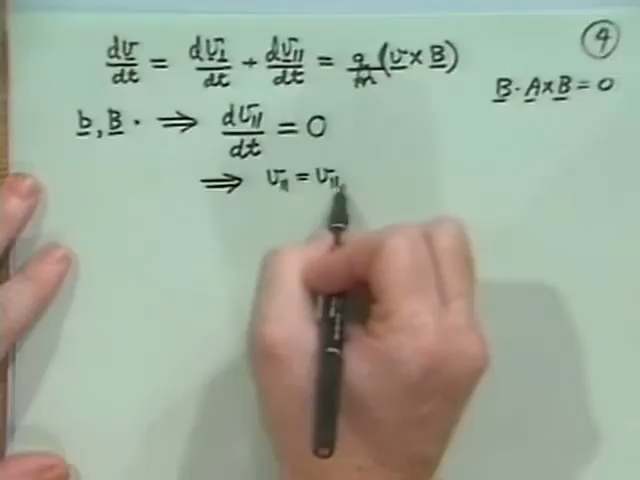 ④
dv/dt = dv⊥/dt + dv∥/dt = q/m (v × B)
B · A × B = 0
b, B · ⇒ dv∥/dt = 0
⇒ v∥ = v∥